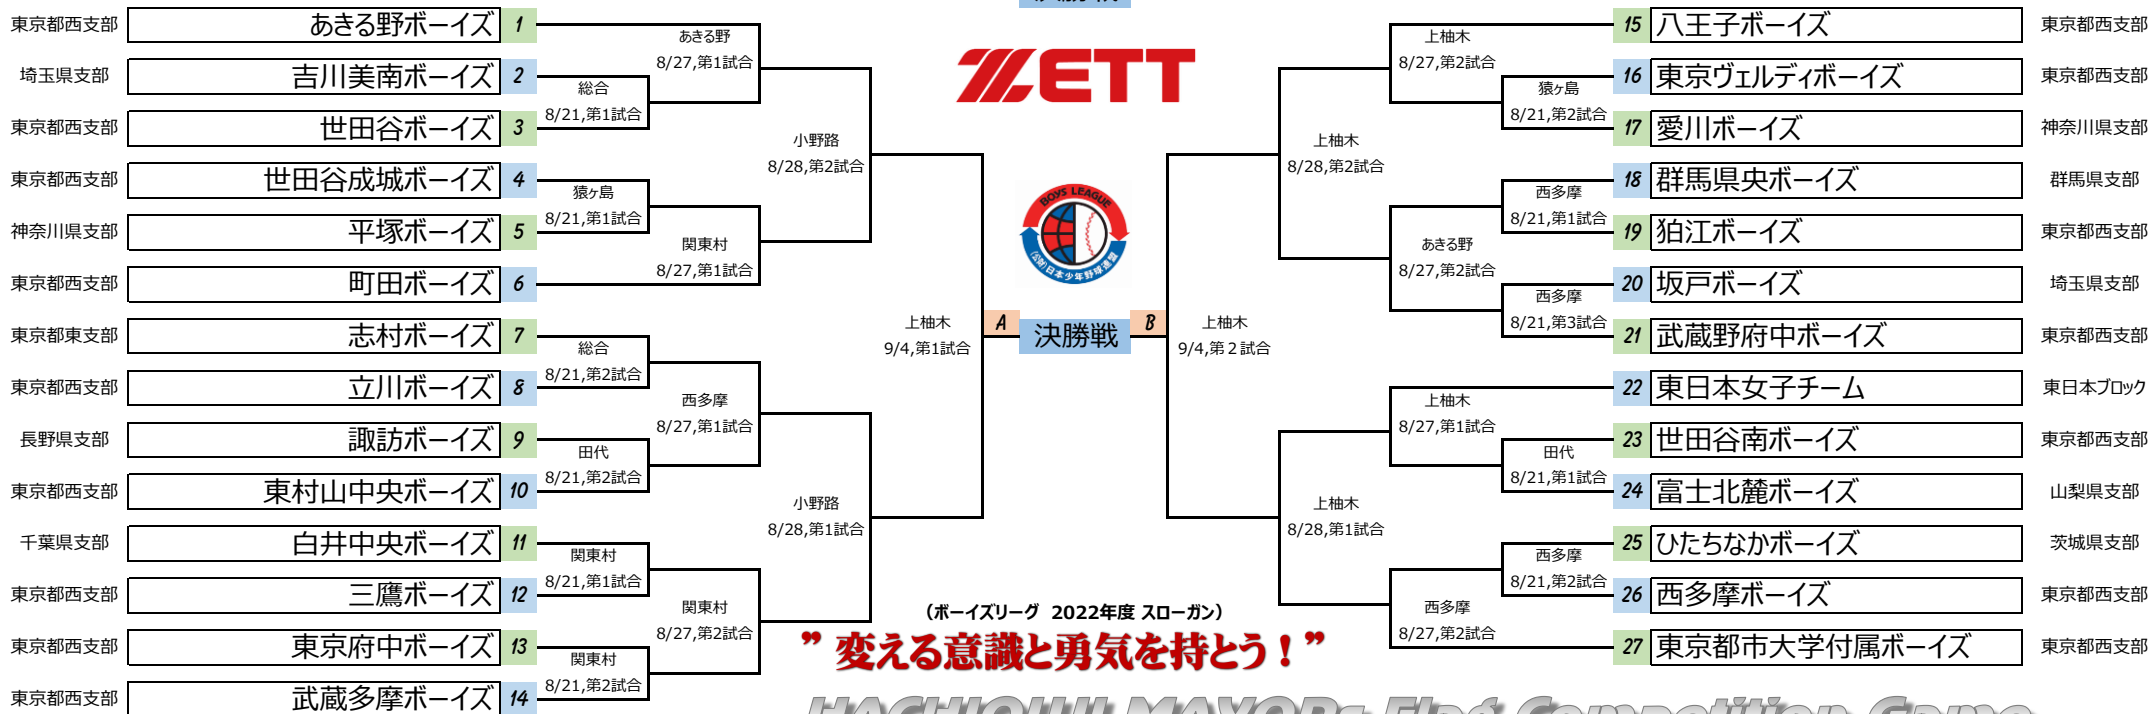 東京都西支部 あきる野ボーイズ 1
埼玉県支部 吉川美南ボーイズ 2
東京都西支部 世田谷ボーイズ 3
東京都西支部 世田谷成城ボーイズ 4
神奈川県支部 平塚ボーイズ 5
東京都西支部 町田ボーイズ 6
東京都東支部 志村ボーイズ 7
東京都西支部 立川ボーイズ 8
長野県支部 諏訪ボーイズ 9
東京都西支部 東村山中央ボーイズ 10
千葉県支部 白井中央ボーイズ 11
東京都西支部 三鷹ボーイズ 12
東京都西支部 東京府中ボーイズ 13
東京都西支部 武蔵多摩ボーイズ 14
総合
8/21,第1試合
猿ヶ島
8/21,第1試合
総合
8/21,第2試合
田代
8/21,第2試合
関東村
8/21,第1試合
関東村
8/21,第2試合
あきる野
8/27,第1試合
関東村
8/27,第1試合
西多摩
8/27,第1試合
関東村
8/27,第2試合
小野路
8/28,第2試合
小野路
8/28,第1試合
上柚木
9/4,第1試合
ZETT
BOYS LEAGUE
(公財)日本少年野球連盟
A 決勝戦 B
上柚木
9/4,第２試合
上柚木
8/28,第2試合
上柚木
8/28,第1試合
上柚木
8/27,第2試合
あきる野
8/27,第2試合
上柚木
8/27,第1試合
西多摩
8/27,第2試合
猿ヶ島
8/21,第2試合
西多摩
8/21,第1試合
西多摩
8/21,第3試合
田代
8/21,第1試合
西多摩
8/21,第2試合
15 八王子ボーイズ 東京都西支部
16 東京ヴェルディボーイズ 東京都西支部
17 愛川ボーイズ 神奈川県支部
18 群馬県央ボーイズ 群馬県支部
19 狛江ボーイズ 東京都西支部
20 坂戸ボーイズ 埼玉県支部
21 武蔵野府中ボーイズ 東京都西支部
22 東日本女子チーム 東日本ブロック
23 世田谷南ボーイズ 東京都西支部
24 富士北麓ボーイズ 山梨県支部
25 ひたちなかボーイズ 茨城県支部
26 西多摩ボーイズ 東京都西支部
27 東京都市大学付属ボーイズ 東京都西支部
（ボーイズリーグ 2022年度 スローガン）
”変える意識と勇気を持とう！”
HACHIOUJI MAYORs Flag Competition Game